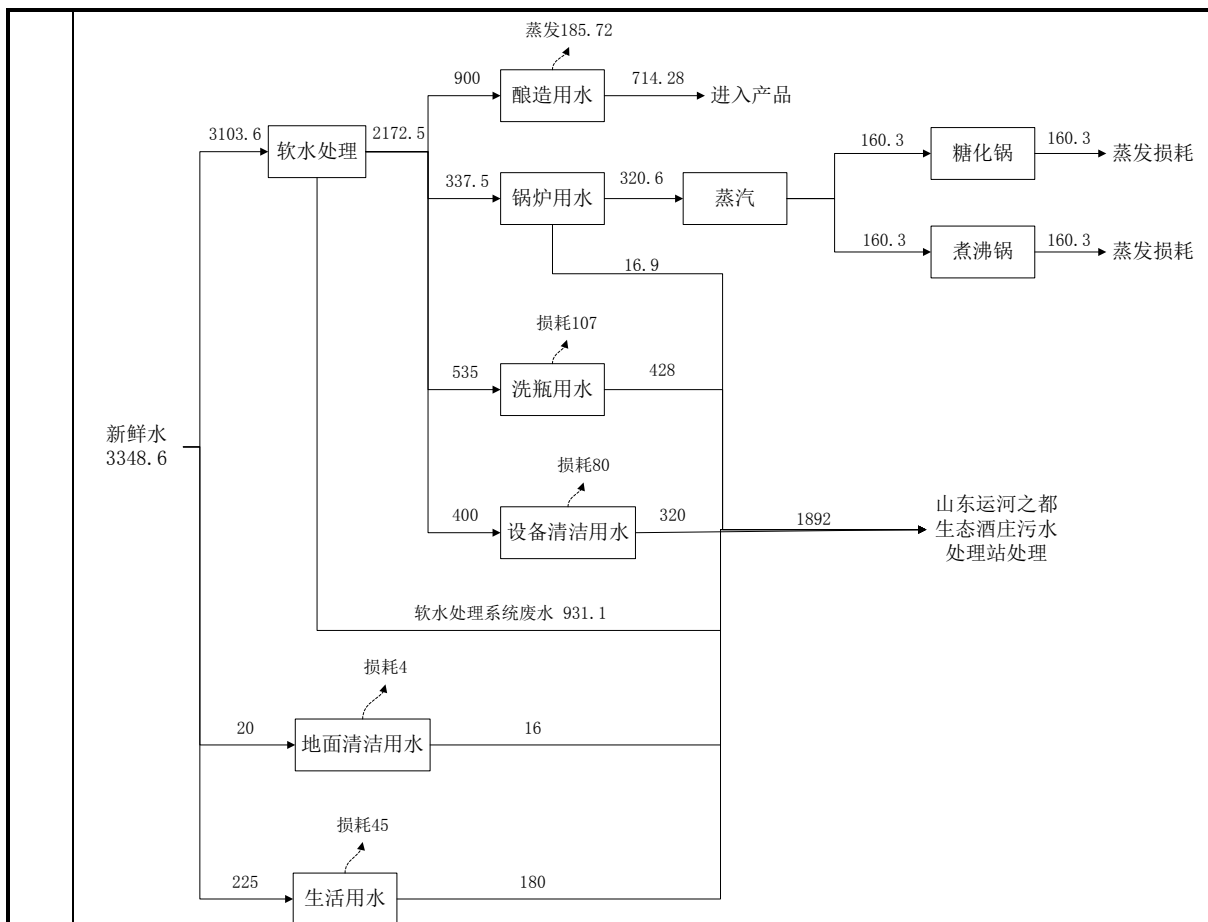 蒸发185.72
900
酿造用水
714.28
进入产品
3103.6
软水处理
2172.5
337.5
锅炉用水
320.6
蒸汽
160.3
糖化锅
160.3
蒸发损耗
160.3
煮沸锅
160.3
蒸发损耗
16.9
损耗107
535
洗瓶用水
428
新鲜水
3348.6
损耗80
400
设备清洁用水
320
1892
山东运河之都
生态酒庄污水
处理站处理
软水处理系统废水 931.1
损耗4
20
地面清洁用水
16
损耗45
225
生活用水
180